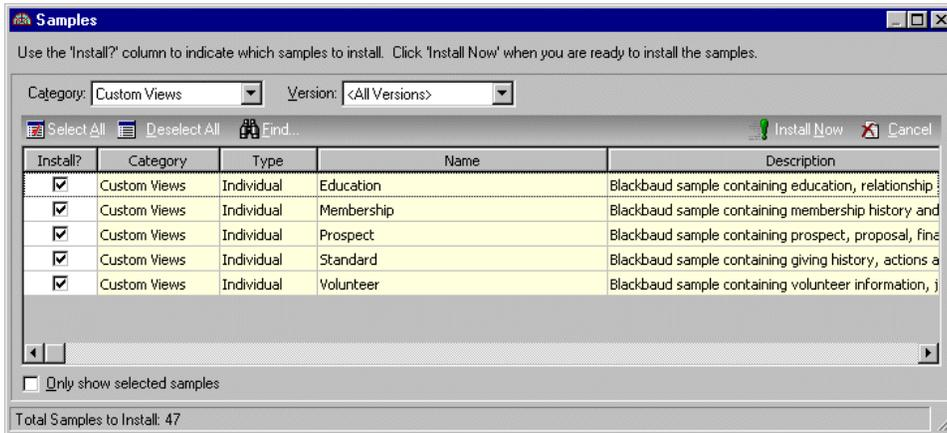 Samples
Use the 'Install?' column to indicate which samples to install. Click 'Install Now' when you are ready to install the samples.
Category: Custom Views Version: <All Versions>
Select All Deselect All Find... Install Now Cancel
Install? Category Type Name Description
Custom Views Individual Education Blackbaud sample containing education, relationship
Custom Views Individual Membership Blackbaud sample containing membership history and
Custom Views Individual Prospect Blackbaud sample containing prospect, proposal, fina
Custom Views Individual Standard Blackbaud sample containing giving history, actions a
Custom Views Individual Volunteer Blackbaud sample containing volunteer information, j
Only show selected samples
Total Samples to Install: 47